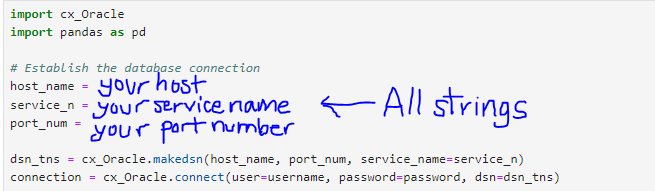 import cx_Oracle
import pandas as pd
# Establish the database connection
host_name = your host
service_n = your service name ← All strings
port_num = your port number
dsn_tns = cx_Oracle.makedsn(host_name, port_num, service_name=service_n)
connection = cx_Oracle.connect(user=username, password=password, dsn=dsn_tns)